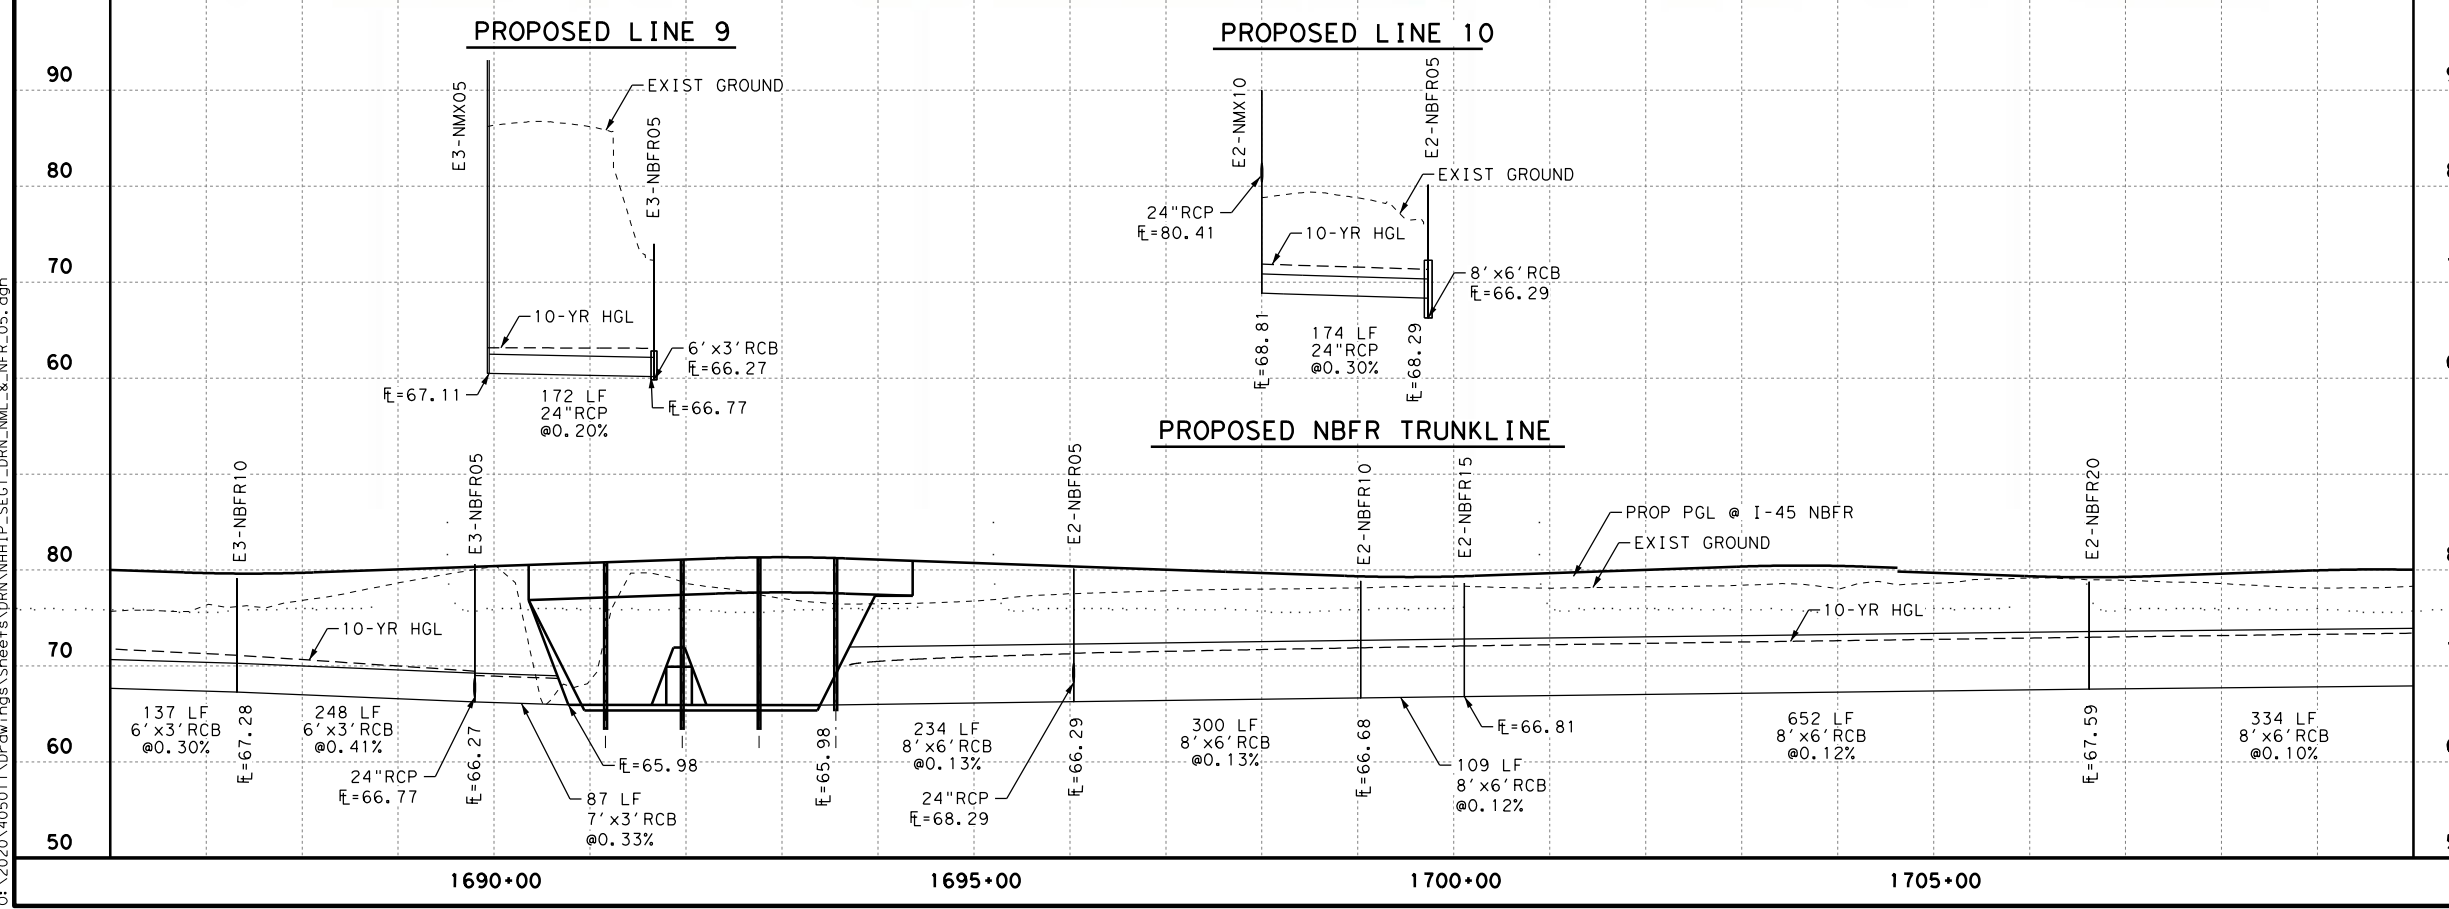 PROPOSED LINE 9
E3-NMX05
EXIST GROUND
E3-NBFR05
10-YR HGL
6'x3'RCB
℄=66.27
℄=67.11
172 LF
24"RCP
@0.20%
℄=66.77
PROPOSED LINE 10
E2-NMX10
E2-NBFR05
EXIST GROUND
24"RCP
℄=80.41
10-YR HGL
8'x6'RCB
℄=66.29
℄=68.81
174 LF
24"RCP
@0.30%
℄=68.29
90
80
70
60
PROPOSED NBFR TRUNKLINE
E3-NBFR10
E3-NBFR05
E2-NBFR05
E2-NBFR10
E2-NBFR15
E2-NBFR20
PROP PGL @ I-45 NBFR
EXIST GROUND
10-YR HGL
10-YR HGL
80
70
60
50
137 LF
6'x3'RCB
@0.30%
℄=67.28
248 LF
6'x3'RCB
@0.41%
24"RCP
℄=66.77
℄=66.27
87 LF
7'x3'RCB
@0.33%
℄=65.98
℄=65.98
234 LF
8'x6'RCB
@0.13%
24"RCP
℄=68.29
℄=66.29
300 LF
8'x6'RCB
@0.13%
℄=66.68
109 LF
8'x6'RCB
@0.12%
℄=66.81
652 LF
8'x6'RCB
@0.12%
℄=67.59
334 LF
8'x6'RCB
@0.10%
1690+00
1695+00
1700+00
1705+00